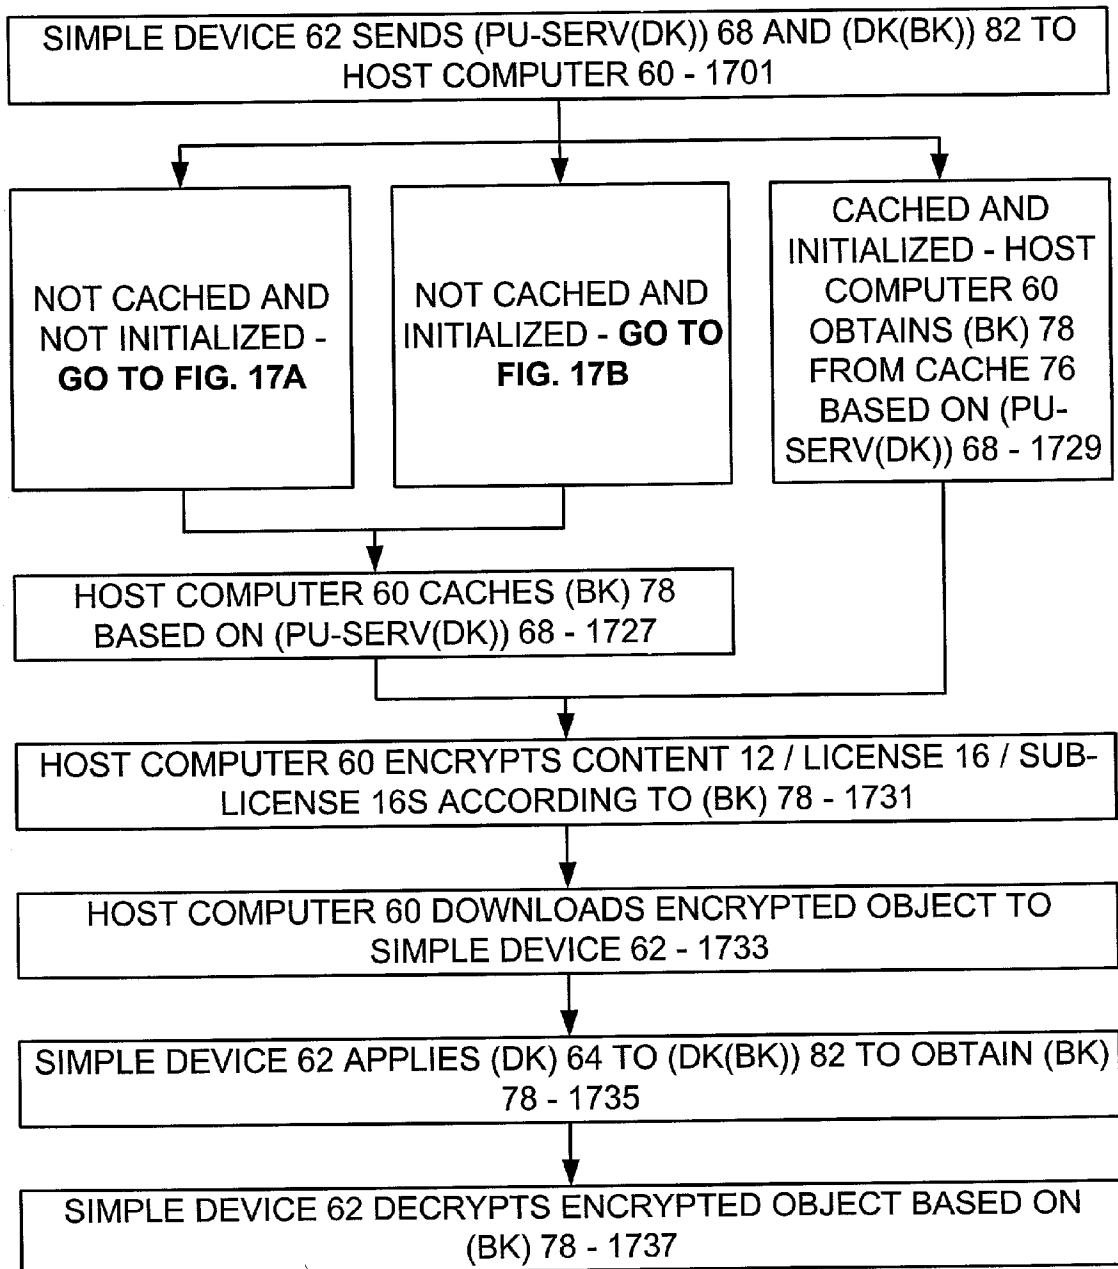 SIMPLE DEVICE 62 SENDS (PU-SERV(DK)) 68 AND (DK(BK)) 82 TO
HOST COMPUTER 60 - 1701
NOT CACHED AND
NOT INITIALIZED -
GO TO FIG. 17A
NOT CACHED AND
INITIALIZED - GO TO
FIG. 17B
CACHED AND
INITIALIZED - HOST
COMPUTER 60
OBTAINS (BK) 78
FROM CACHE 76
BASED ON (PU-
SERV(DK)) 68 - 1729
HOST COMPUTER 60 CACHES (BK) 78
BASED ON (PU-SERV(DK)) 68 - 1727
HOST COMPUTER 60 ENCRYPTS CONTENT 12 / LICENSE 16 / SUB-
LICENSE 16S ACCORDING TO (BK) 78 - 1731
HOST COMPUTER 60 DOWNLOADS ENCRYPTED OBJECT TO
SIMPLE DEVICE 62 - 1733
SIMPLE DEVICE 62 APPLIES (DK) 64 TO (DK(BK)) 82 TO OBTAIN (BK)
78 - 1735
SIMPLE DEVICE 62 DECRYPTS ENCRYPTED OBJECT BASED ON
(BK) 78 - 1737